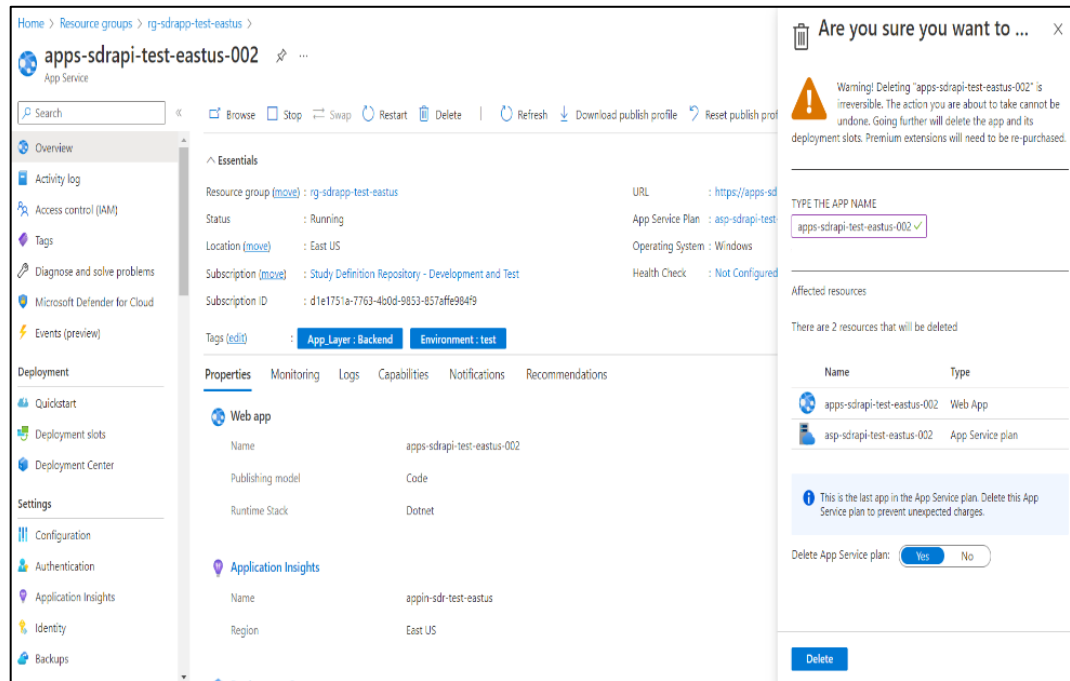 Home > Resource groups > rg-sdrapp-test-eastus >
apps-sdrapi-test-eastus-002 ...
App Service
Search
«
Overview
Activity log
Access control (IAM)
Tags
Diagnose and solve problems
Microsoft Defender for Cloud
Events (preview)
Deployment
Quickstart
Deployment slots
Deployment Center
Settings
Configuration
Authentication
Application Insights
Identity
Backups
Browse Stop Swap Restart Delete | Refresh Download publish profile Reset publish prof
Essentials
Resource group (move) : rg-sdrapp-test-eastus
Status : Running
Location (move) : East US
Subscription (move) : Study Definition Repository - Development and Test
Subscription ID : d1e1751a-7763-4b0d-9853-857affe984f9
URL : https://apps-sd
App Service Plan : asp-sdrapi-test-
Operating System : Windows
Health Check : Not Configured
Tags (edit) : App_Layer : Backend Environment : test
Properties Monitoring Logs Capabilities Notifications Recommendations
Web app
Name apps-sdrapi-test-eastus-002
Publishing model Code
Runtime Stack Dotnet
Application Insights
Name appin-sdr-test-eastus
Region East US
Are you sure you want to ... X
Warning! Deleting "apps-sdrapi-test-eastus-002" is
irreversible. The action you are about to take cannot be
undone. Going further will delete the app and its
deployment slots. Premium extensions will need to be re-purchased.
TYPE THE APP NAME
apps-sdrapi-test-eastus-002
Affected resources
There are 2 resources that will be deleted
Name Type
apps-sdrapi-test-eastus-002 Web App
asp-sdrapi-test-eastus-002 App Service plan
This is the last app in the App Service plan. Delete this App
Service plan to prevent unexpected charges.
Delete App Service plan: Yes No
Delete